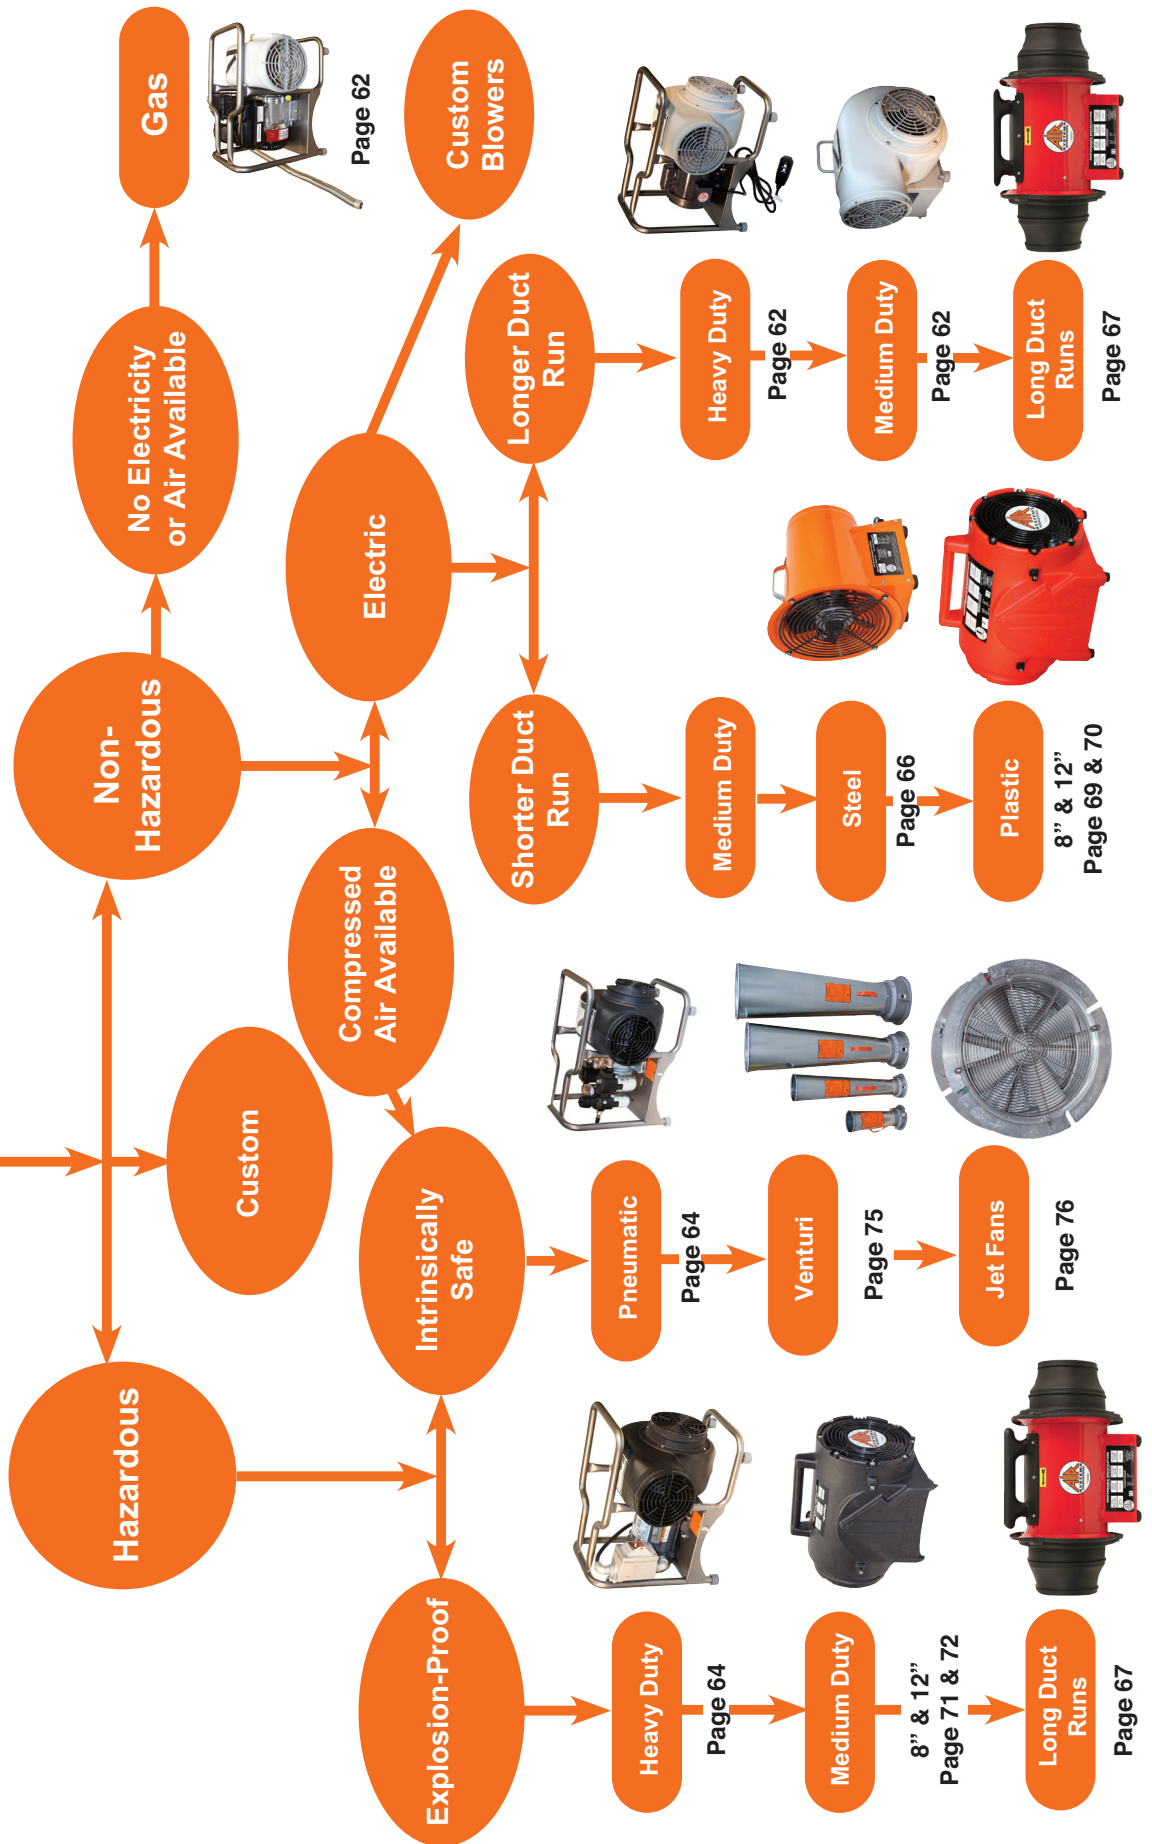 Hazardous
Custom
Non-
Hazardous
Explosion-Proof
Intrinsically
Safe
Compressed
Air Available
Electric
No Electricity
or Air Available
Gas
Page 62
Custom
Blowers
Shorter Duct
Run
Longer Duct
Run
Heavy Duty
Page 64
Medium Duty
8” & 12”
Page 71 & 72
Long Duct
Runs
Page 67
Pneumatic
Page 64
Venturi
Page 75
Jet Fans
Page 76
Medium Duty
Steel
Page 66
Plastic
8” & 12”
Page 69 & 70
Heavy Duty
Page 62
Medium Duty
Page 62
Long Duct
Runs
Page 67